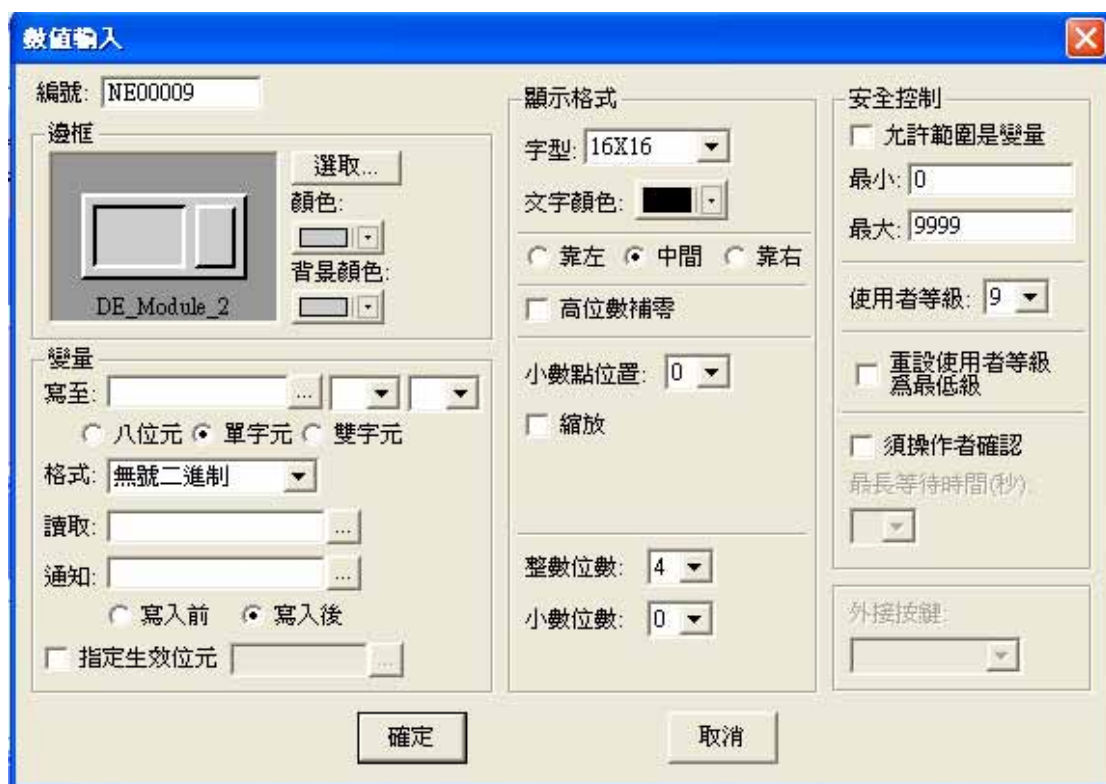 數值輸入
編號: NE00009
邊框
選取...
顏色:
背景顏色:
DE_Module_2
變量
寫至:
...
八位元 單字元 雙字元
格式: 無號二進制
讀取:
...
通知:
...
寫入前 寫入後
指定生效位元
...
顯示格式
字型: 16X16
文字顏色:
靠左 中間 靠右
高位數補零
小數點位置: 0
縮放
整數位數: 4
小數位數: 0
安全控制
允許範圍是變量
最小: 0
最大: 9999
使用者等級: 9
重設使用者等級
為最低級
須操作者確認
最長等待時間(秒):
外接按鍵:
確定
取消